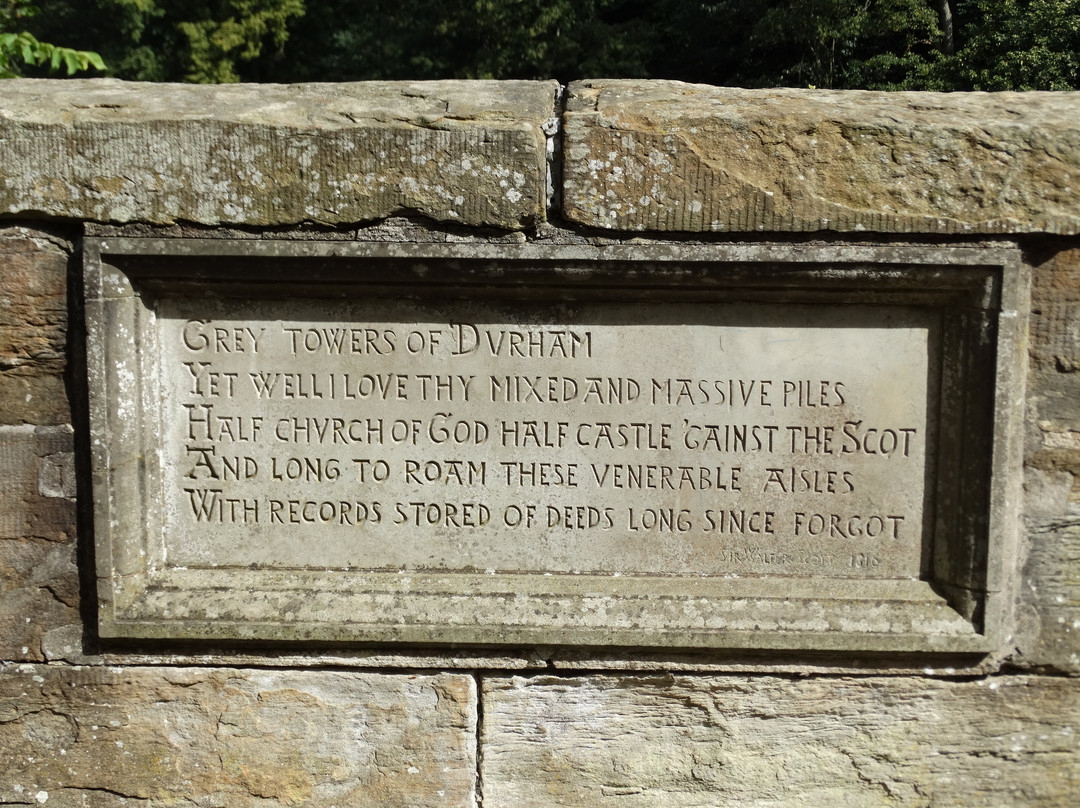 GREY TOWERS OF DVRHAM
YET WELL I LOVE THY MIXED AND MASSIVE PILES
HALF CHVRCH OF GOD HALF CASTLE 'GAINST THE SCOT
AND LONG TO ROAM THESE VENERABLE AISLES
WITH RECORDS STORED OF DEEDS LONG SINCE FORGOT
SIR WALTER SCOTT